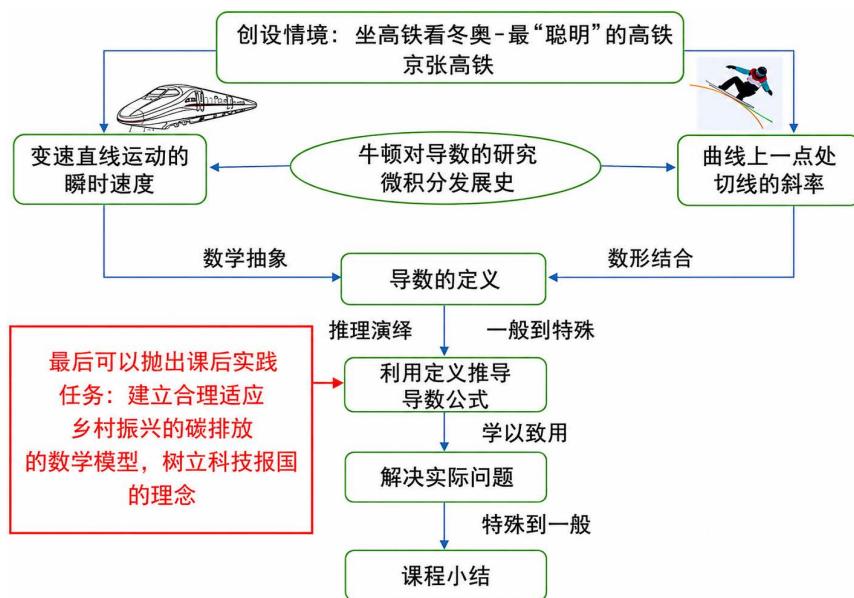 创设情境：坐高铁看冬奥-最“聪明”的高铁
京张高铁
变速直线运动的
瞬时速度
牛顿对导数的研究
微积分发展史
曲线上一点处
切线的斜率
数学抽象
数形结合
导数的定义
推理演绎
一般到特殊
最后可以抛出课后实践
任务：建立合理适应
乡村振兴的碳排放
的数学模型，树立科技报国
的理念
利用定义推导
导数公式
学以致用
解决实际问题
特殊到一般
课程小结